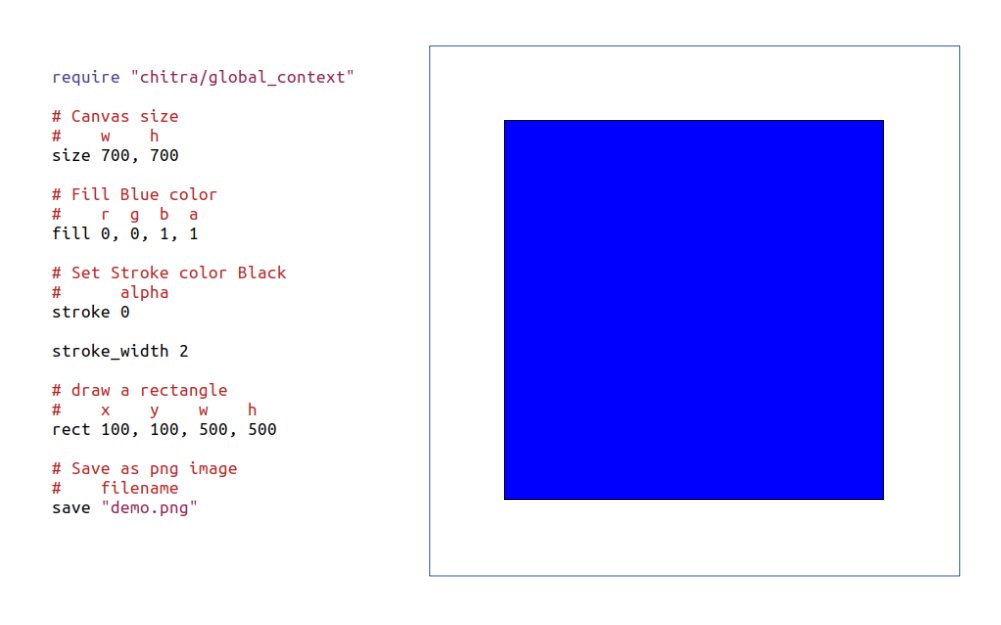 require "chitra/global_context"
# Canvas size
#    w    h
size 700, 700
# Fill Blue color
#    r  g  b  a
fill 0, 0, 1, 1
# Set Stroke color Black
#      alpha
stroke 0
stroke_width 2
# draw a rectangle
#    x    y    w    h
rect 100, 100, 500, 500
# Save as png image
#    filename
save "demo.png"